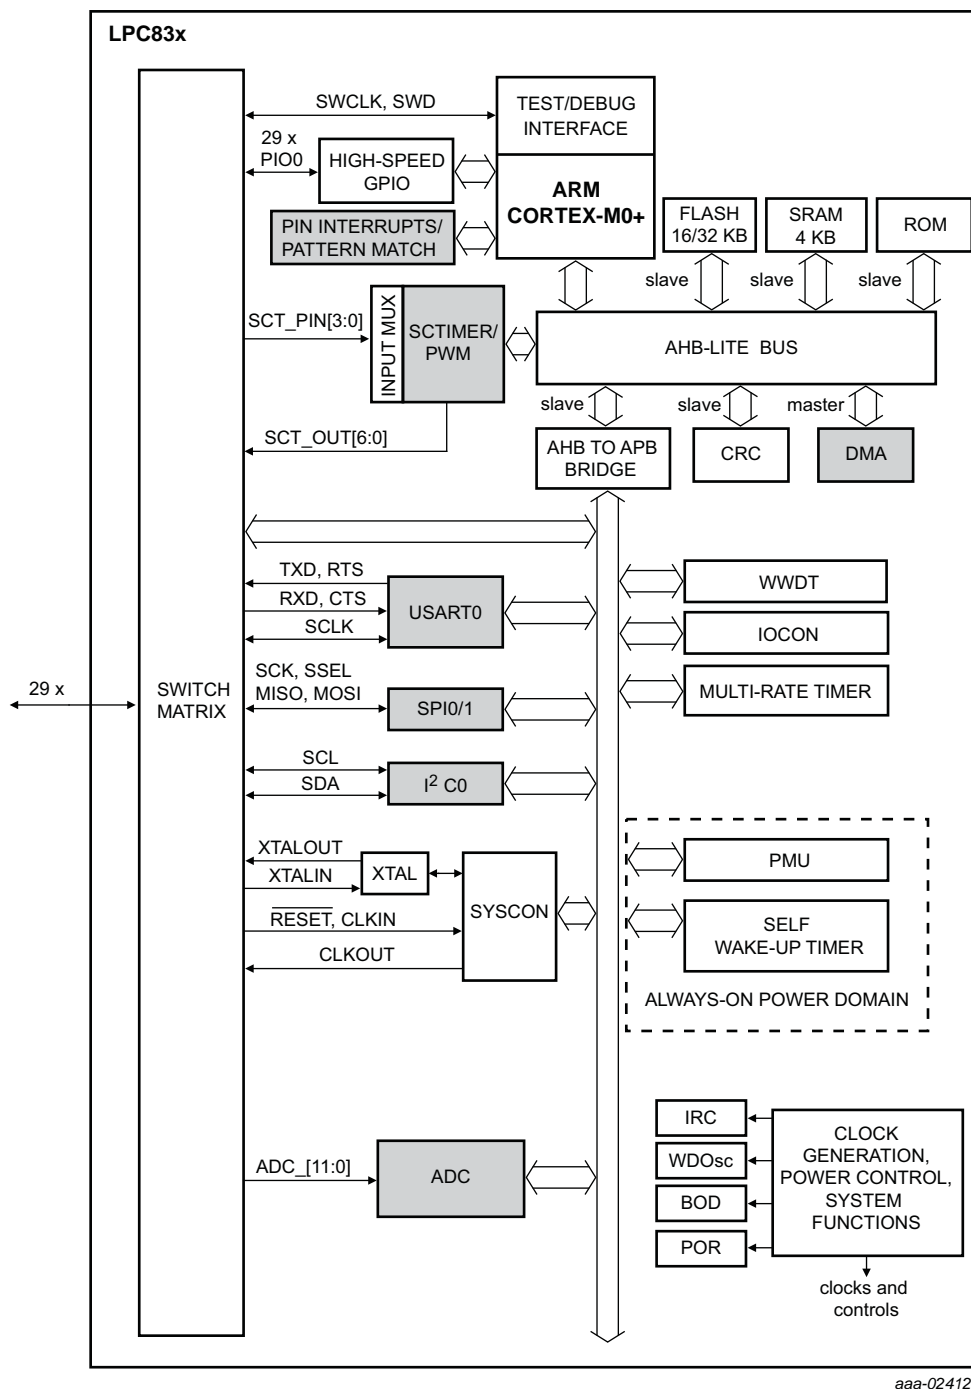 LPC83x
SWCLK, SWD
TEST/DEBUG
INTERFACE
29 x
PIO0
HIGH-SPEED
GPIO
ARM
CORTEX-M0+
PIN INTERRUPTS/
PATTERN MATCH
FLASH
16/32 KB
SRAM
4 KB
ROM
slave
slave
slave
SCT_PIN[3:0]
INPUT MUX
SCTIMER/
PWM
AHB-LITE BUS
slave
slave
master
SCT_OUT[6:0]
AHB TO APB
BRIDGE
CRC
DMA
TXD, RTS
RXD, CTS
SCLK
USART0
WWDT
IOCON
SCK, SSEL
MISO, MOSI
SPI0/1
MULTI-RATE TIMER
29 x
SWITCH
MATRIX
SCL
SDA
I2 C0
XTALOUT
XTALIN
XTAL
RESET, CLKIN
CLKOUT
SYSCON
PMU
SELF
WAKE-UP TIMER
ALWAYS-ON POWER DOMAIN
ADC_[11:0]
ADC
IRC
WDOsc
BOD
POR
CLOCK
GENERATION,
POWER CONTROL,
SYSTEM
FUNCTIONS
clocks and
controls
aaa-02412